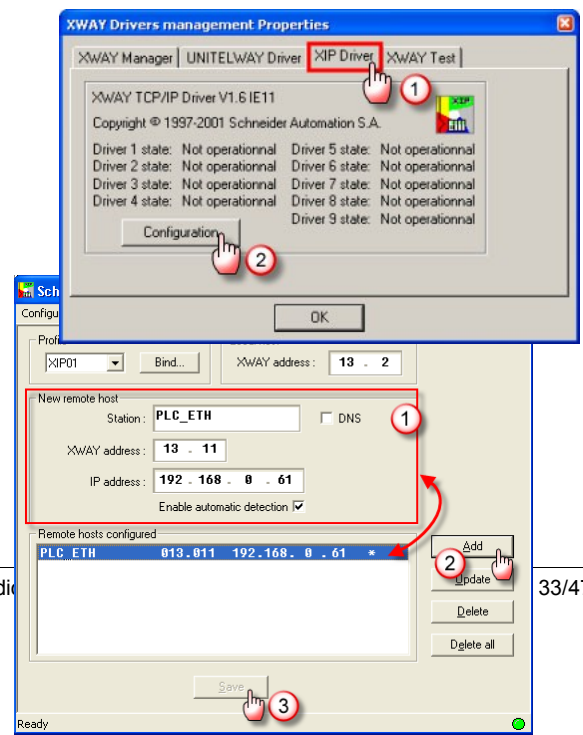 XWAY Drivers management Properties
XWAY Manager UNITELWAY Driver XIP Driver XWAY Test
1
XWAY TCP/IP Driver V1.6 IE11
XIP
Copyright © 1997-2001 Schneider Automation S.A.
Driver 1 state: Not operationnal Driver 5 state: Not operationnal
Driver 2 state: Not operationnal Driver 6 state: Not operationnal
Driver 3 state: Not operationnal Driver 7 state: Not operationnal
Driver 4 state: Not operationnal Driver 8 state: Not operationnal
Driver 9 state: Not operationnal
Configuration
2
OK
Sch
Configu
Profi
XIP01 Bind... XWAY address : 13 . 2
New remote host
Station : PLC_ETH DNS 1
XWAY address : 13 . 11
IP address : 192 . 168 . 0 . 61
Enable automatic detection
Remote hosts configured
PLC_ETH 013.011 192.168. 0 .61 *
Add
2
Update
33/47
Delete
Delete all
Save
3
Ready